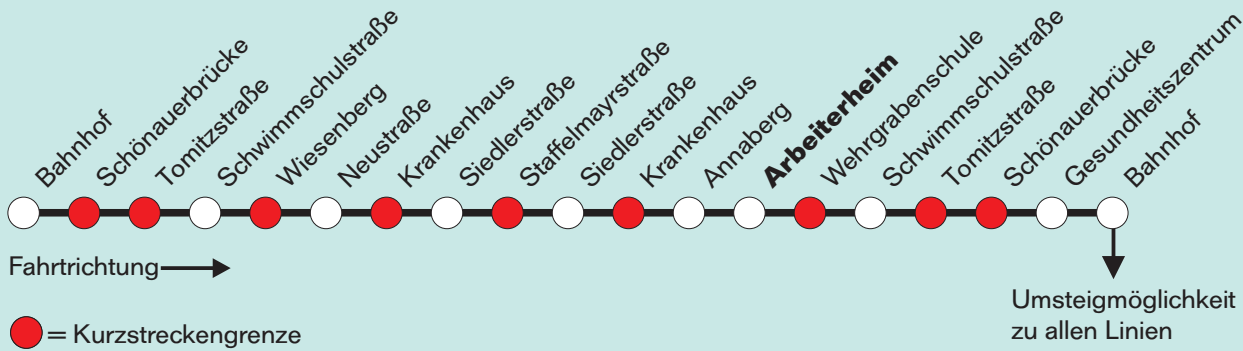 Bahnhof
Schönauerbrücke
Tomitzstraße
Schwimmschulstraße
Wiesenberg
Neustraße
Krankenhaus
Siedlerstraße
Staffelmayrstraße
Siedlerstraße
Krankenhaus
Annaberg
Arbeiterheim
Wehrgrabenschule
Schwimmschulstraße
Tomitzstraße
Schönauerbrücke
Gesundheitszentrum
Bahnhof
Fahrtrichtung
= Kurzstreckengrenze
Umsteigmöglichkeit
zu allen Linien